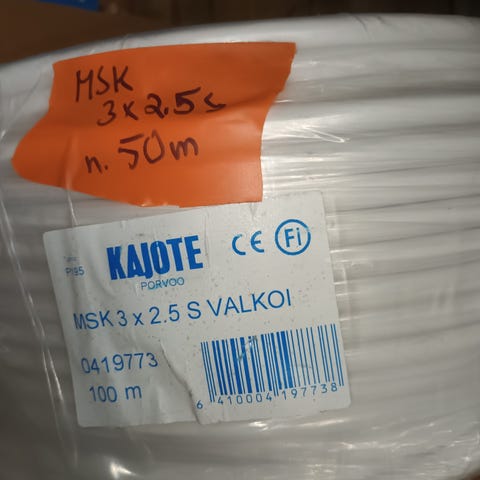 MSK
3 x 2.5 s
n. 50m
KAJOTE
PORVOO
CE Fi
P195
MSK 3 x 2.5 S VALKOI
0419773
100 m
6 410004 197738